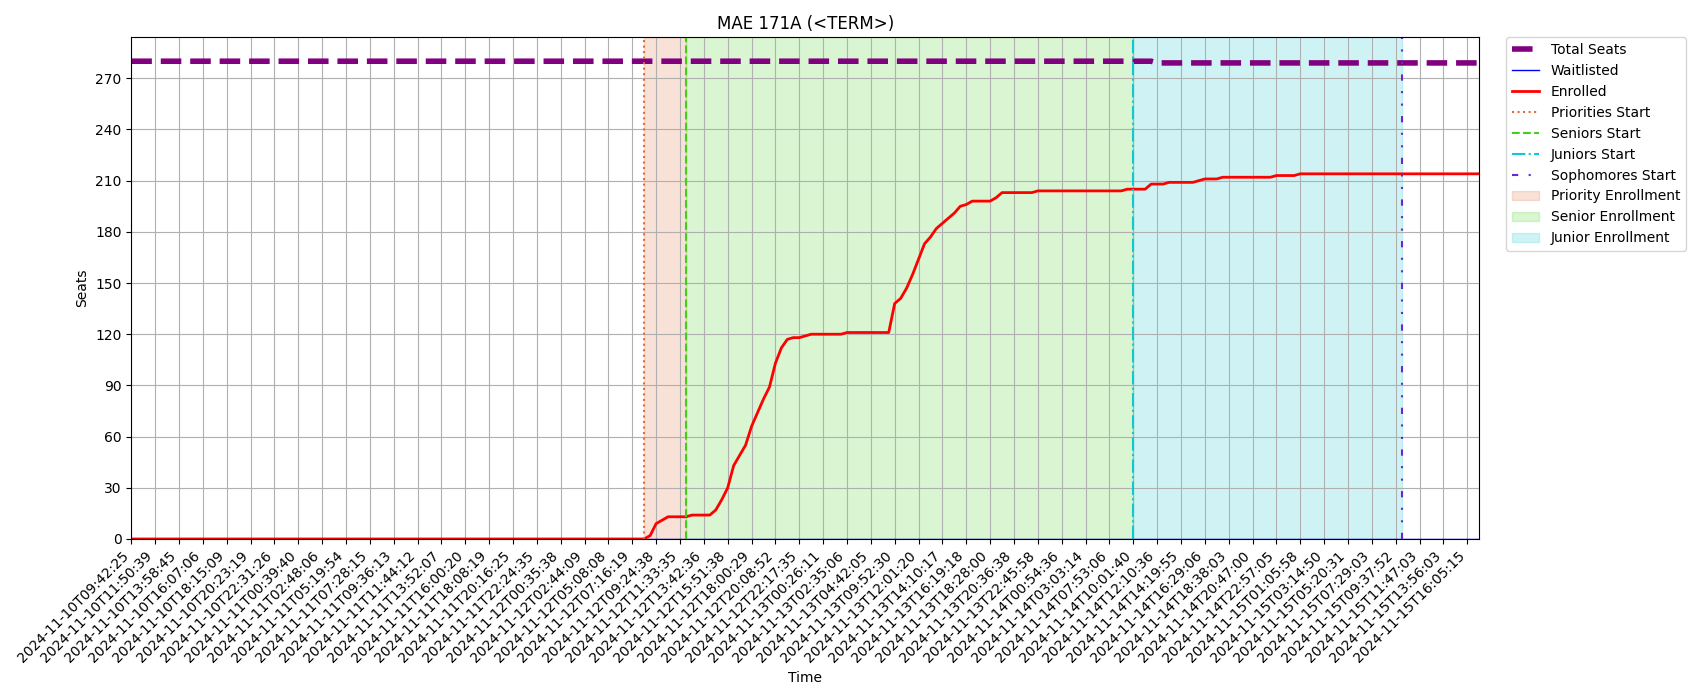 MAE 171A (<TERM>)
Total Seats
Waitlisted
Enrolled
Priorities Start
Seniors Start
Juniors Start
Sophomores Start
Priority Enrollment
Senior Enrollment
Junior Enrollment
Seats
270
240
210
180
150
120
90
60
30
0
2024-11-10T09:42:25
2024-11-10T11:50:39
2024-11-10T13:58:45
2024-11-10T16:07:06
2024-11-10T18:15:09
2024-11-10T20:23:19
2024-11-10T22:31:26
2024-11-11T00:39:40
2024-11-11T02:48:06
2024-11-11T05:19:54
2024-11-11T07:28:15
2024-11-11T09:36:13
2024-11-11T11:44:12
2024-11-11T13:52:07
2024-11-11T16:00:20
2024-11-11T18:08:19
2024-11-11T20:16:25
2024-11-11T22:24:35
2024-11-12T00:35:38
2024-11-12T02:44:09
2024-11-12T05:08:08
2024-11-12T07:16:19
2024-11-12T09:24:38
2024-11-12T11:33:35
2024-11-12T13:42:36
2024-11-12T15:51:38
2024-11-12T18:00:29
2024-11-12T20:08:52
2024-11-12T22:17:35
2024-11-13T00:26:11
2024-11-13T02:35:06
2024-11-13T04:42:05
2024-11-13T09:52:30
2024-11-13T12:01:20
2024-11-13T14:10:17
2024-11-13T16:19:18
2024-11-13T18:28:00
2024-11-13T20:36:38
2024-11-13T22:45:58
2024-11-14T00:54:36
2024-11-14T03:03:14
2024-11-14T07:53:06
2024-11-14T10:01:40
2024-11-14T12:10:36
2024-11-14T14:19:55
2024-11-14T16:29:06
2024-11-14T18:38:03
2024-11-14T20:47:00
2024-11-14T22:57:05
2024-11-15T01:05:58
2024-11-15T03:14:50
2024-11-15T05:20:31
2024-11-15T07:29:03
2024-11-15T09:37:52
2024-11-15T11:47:03
2024-11-15T13:56:03
2024-11-15T16:05:15
Time